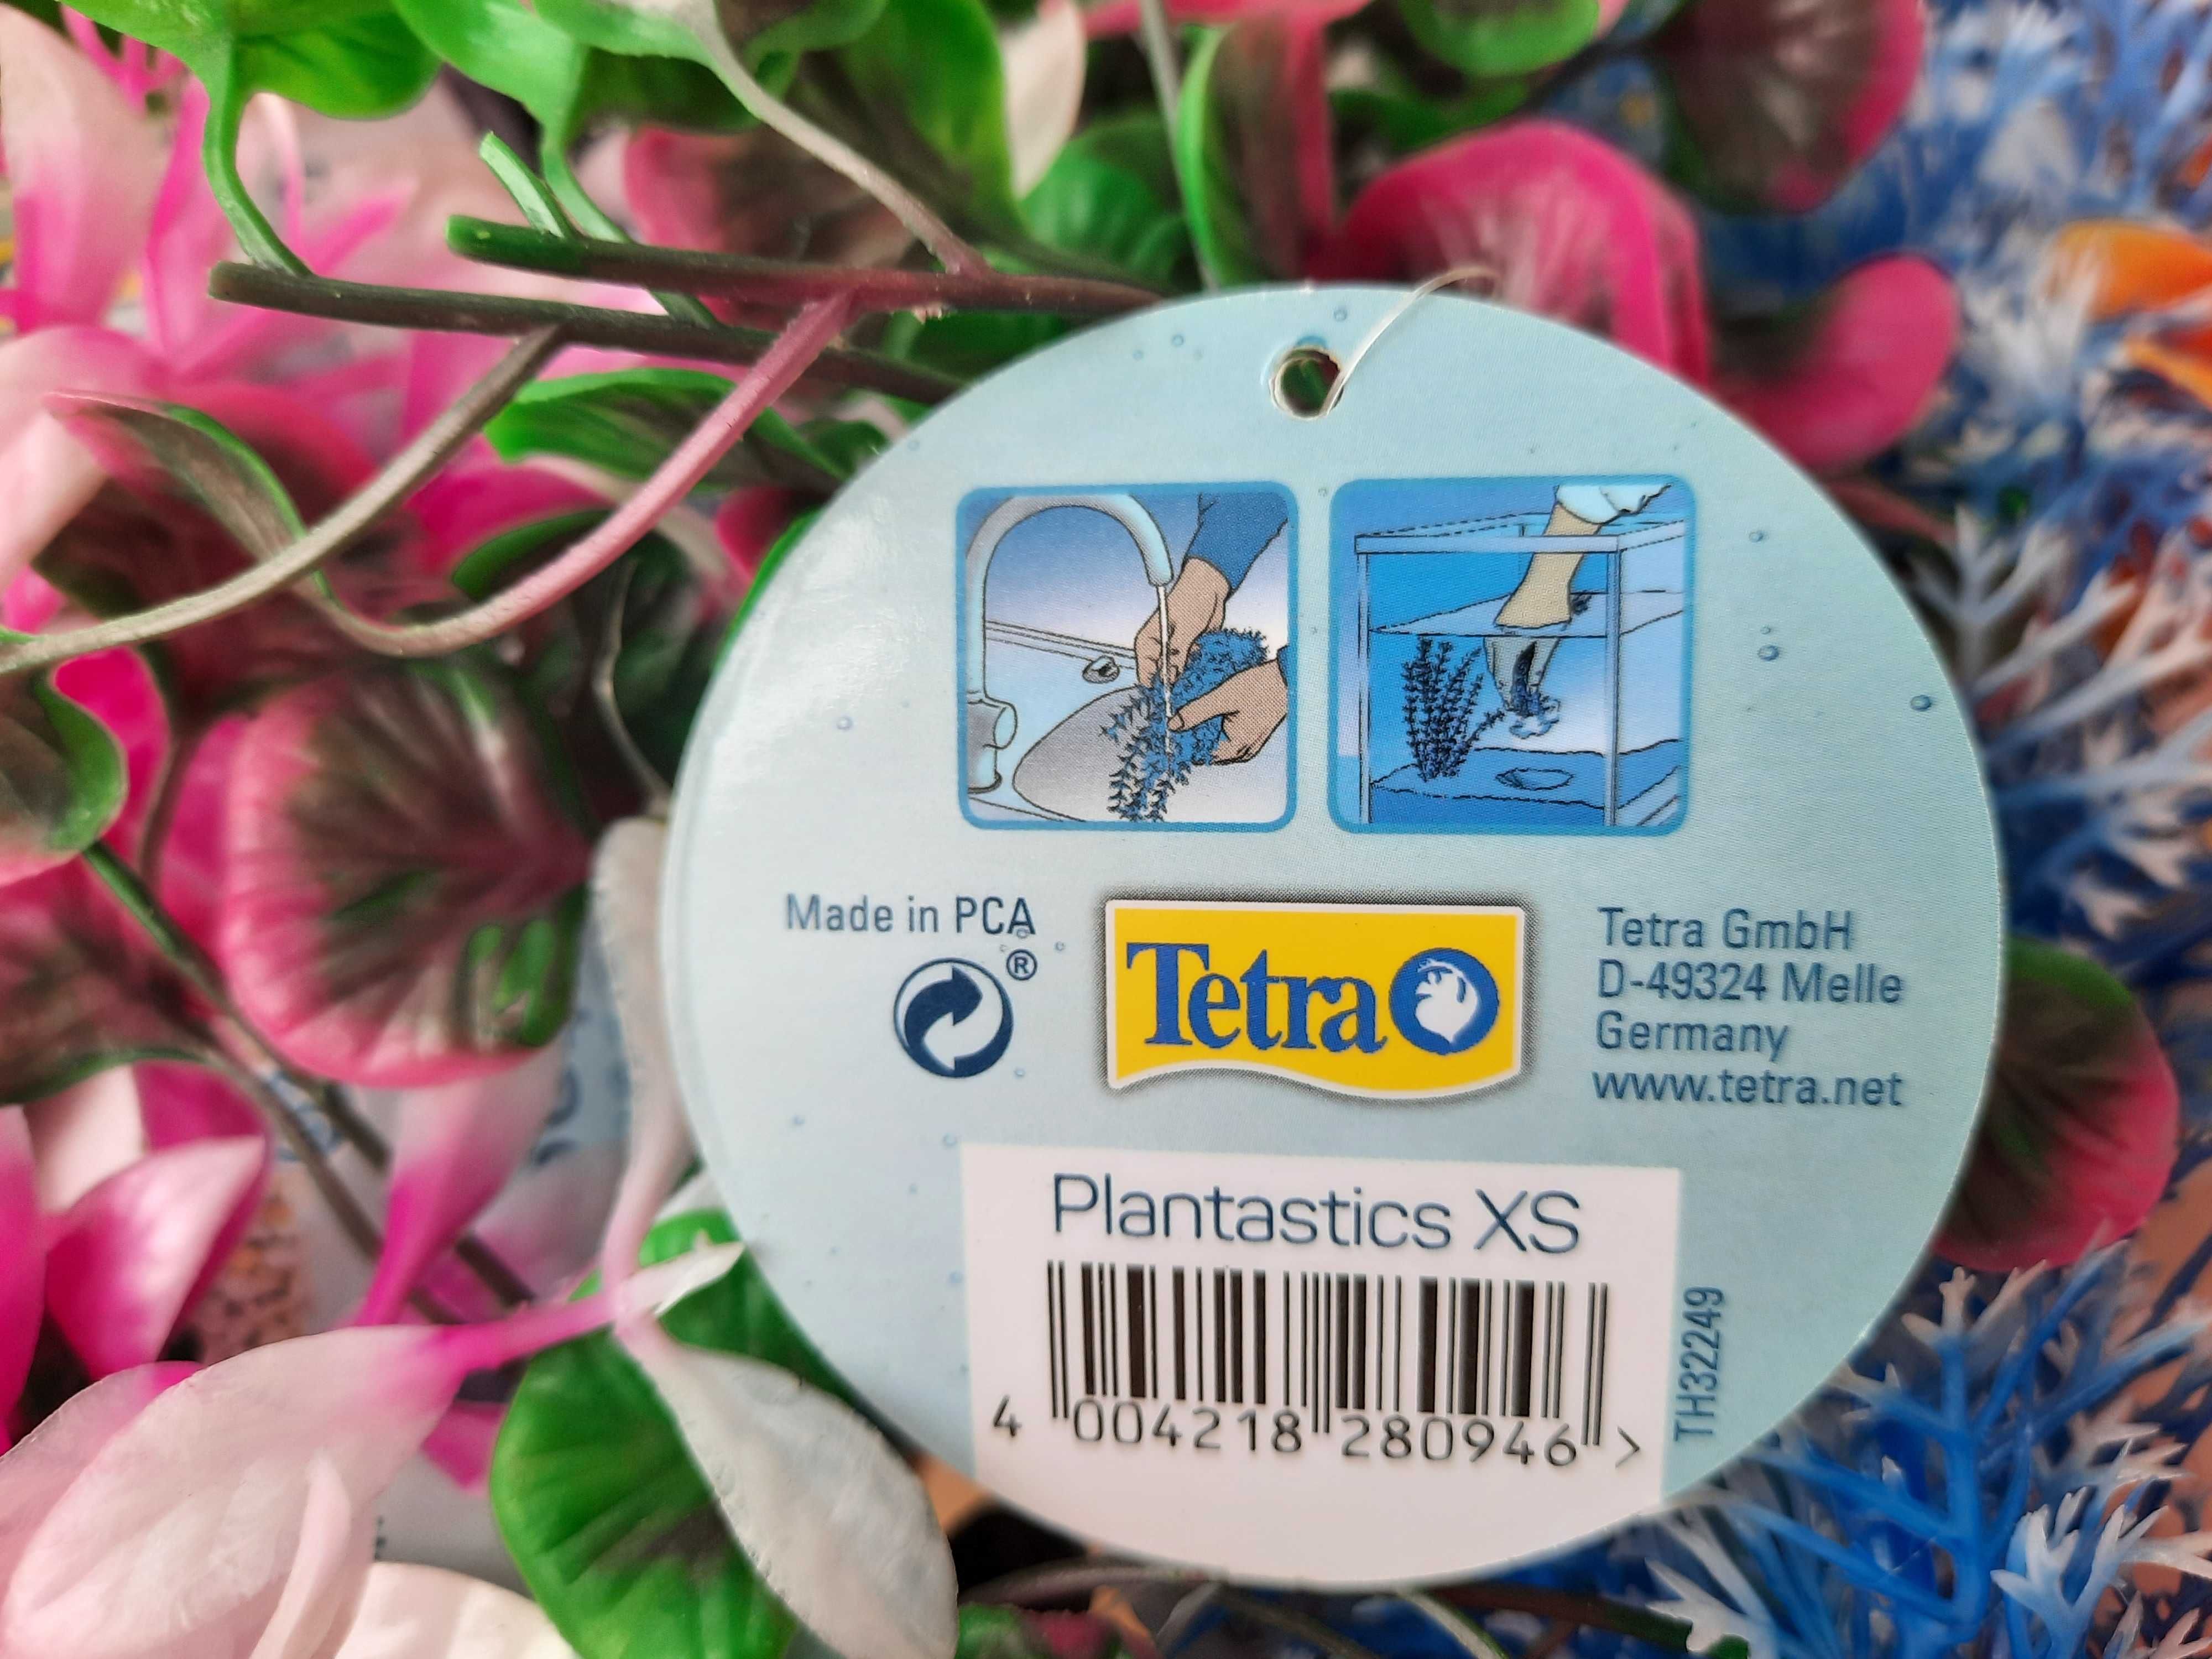 Made in PCA
®
Tetra
Tetra GmbH
D-49324 Melle
Germany
www.tetra.net
Plantastics XS
4 004218 280946 >
TH32249